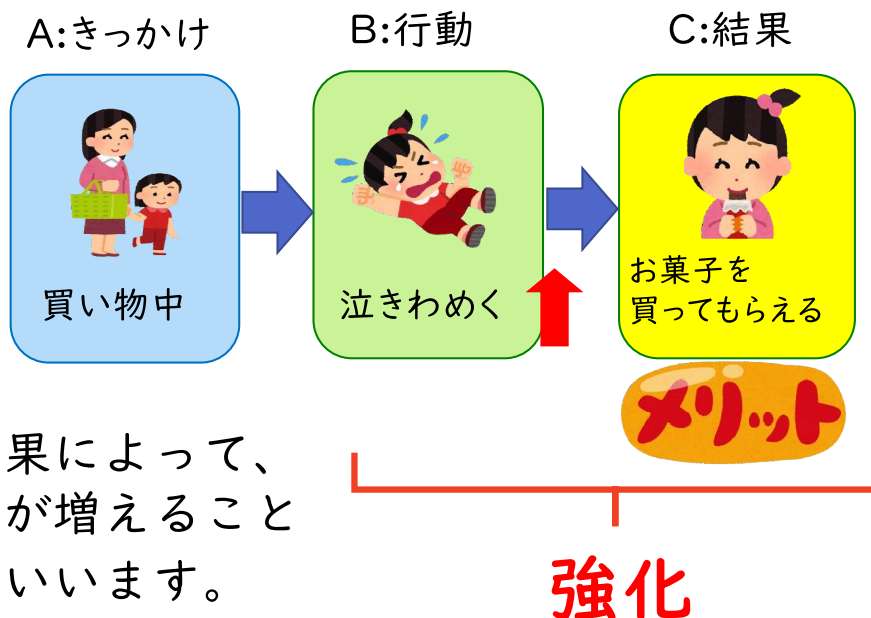 A:きっかけ
B:行動
C:結果
買い物中
泣きわめく
お菓子を
買ってもらえる
メリット
果によって、
が増えること
いいます。
強化